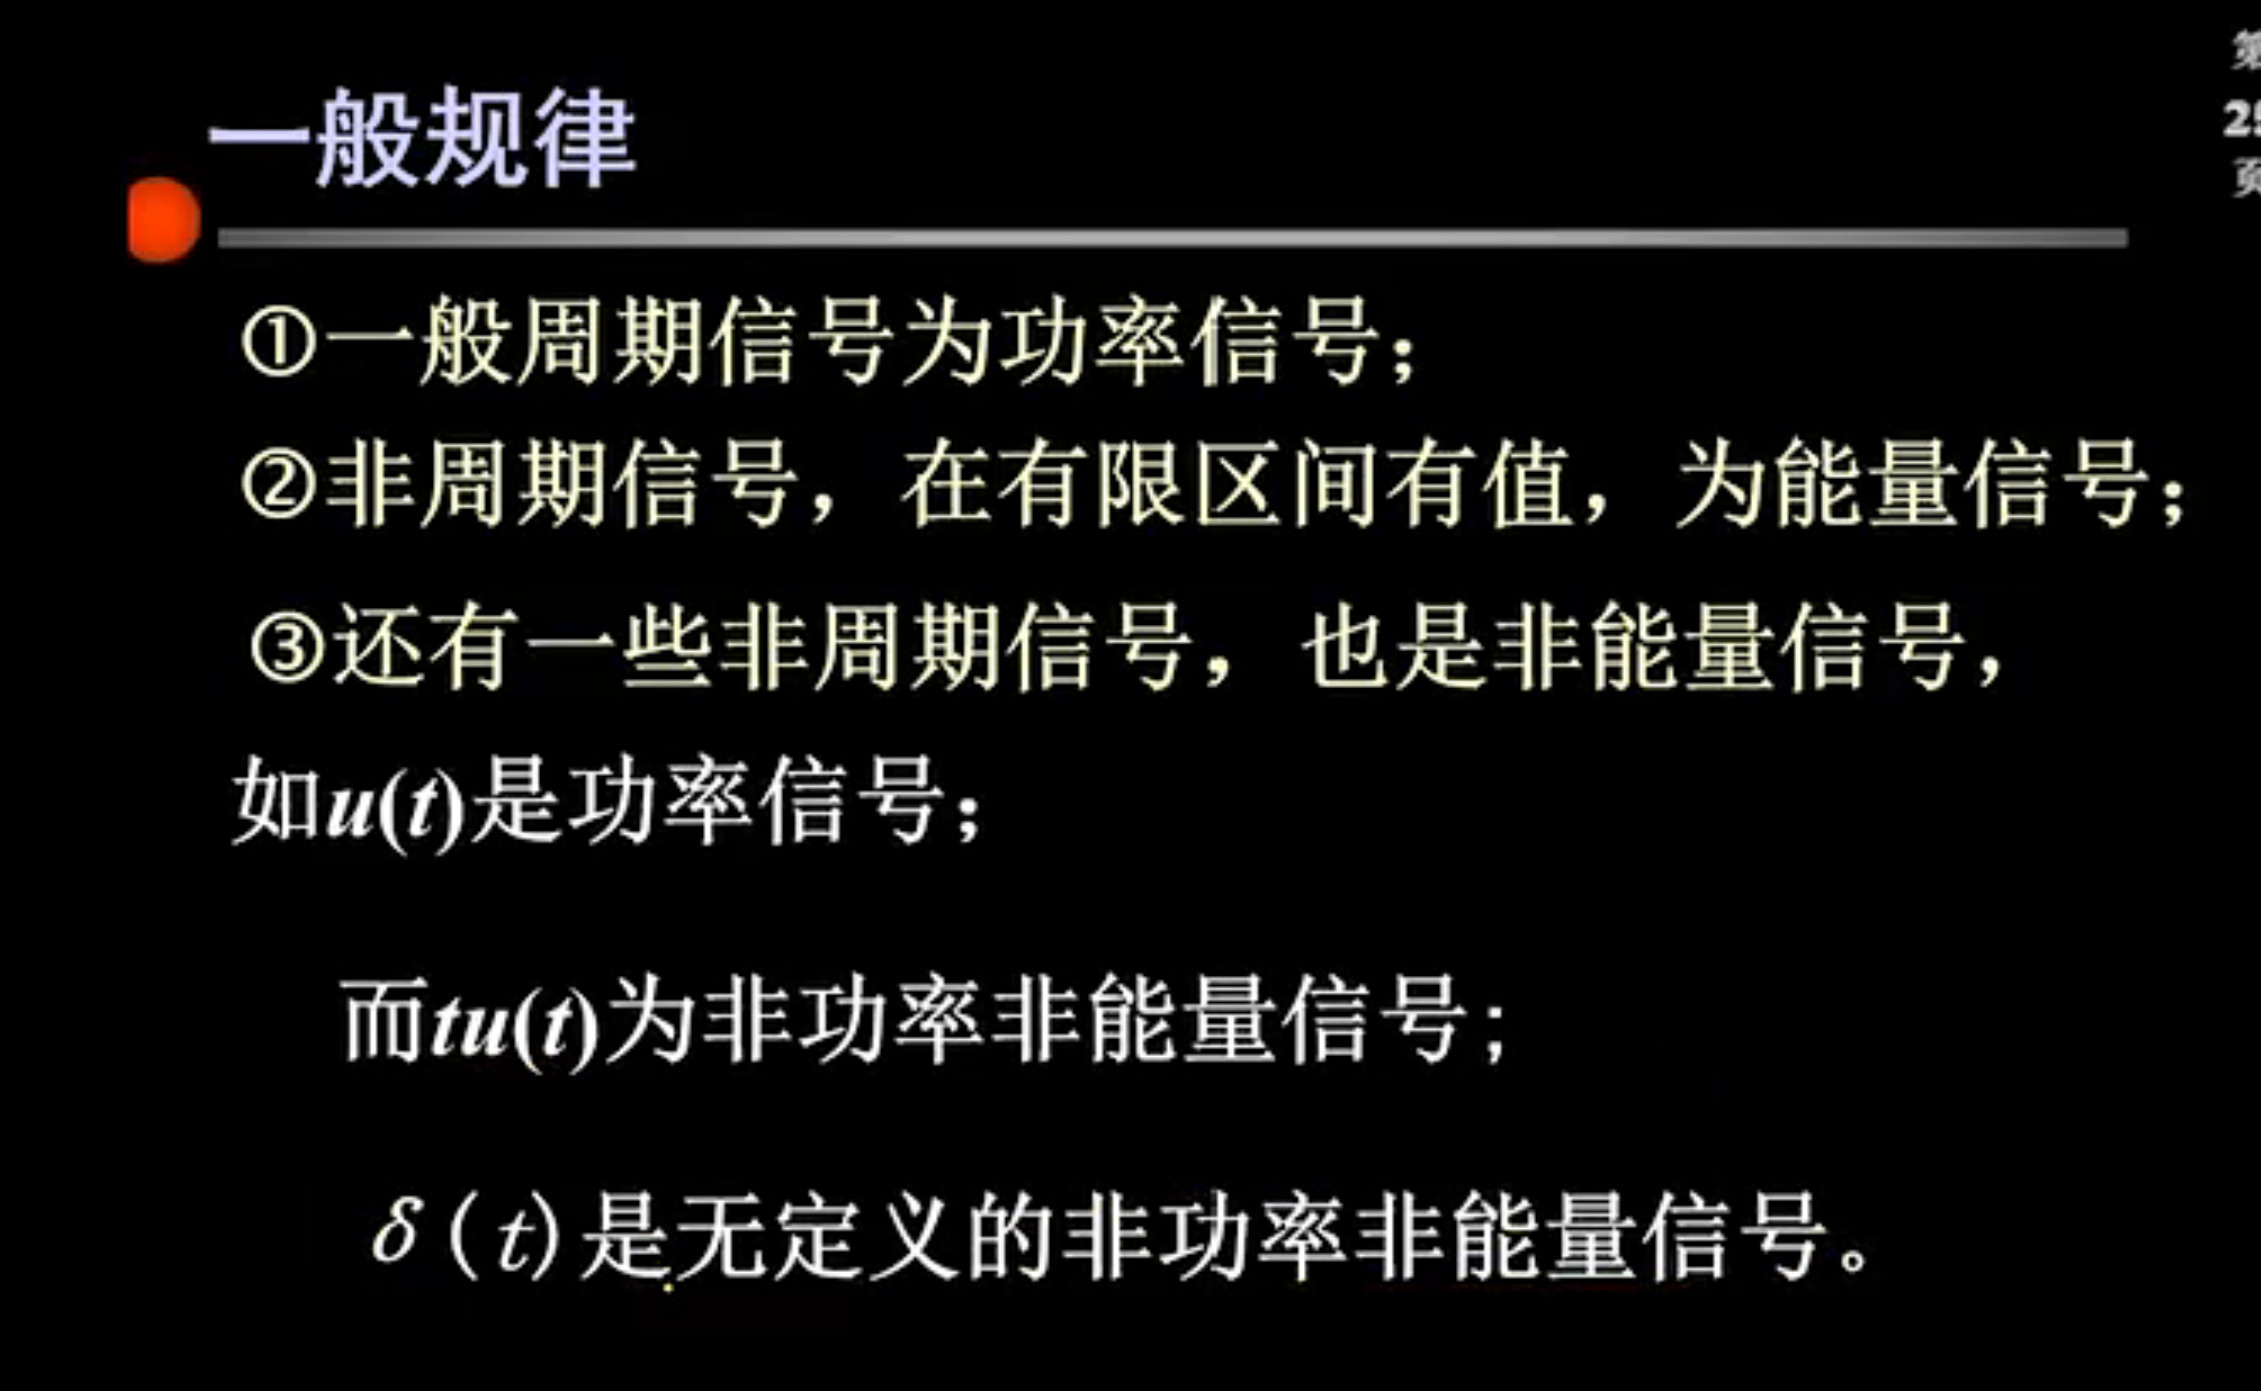 一般规律
第
25
页
①一般周期信号为功率信号；
②非周期信号，在有限区间有值，为能量信号；
③还有一些非周期信号，也是非能量信号，
如u(t)是功率信号；
而tu(t)为非功率非能量信号;
δ(t)是无定义的非功率非能量信号。